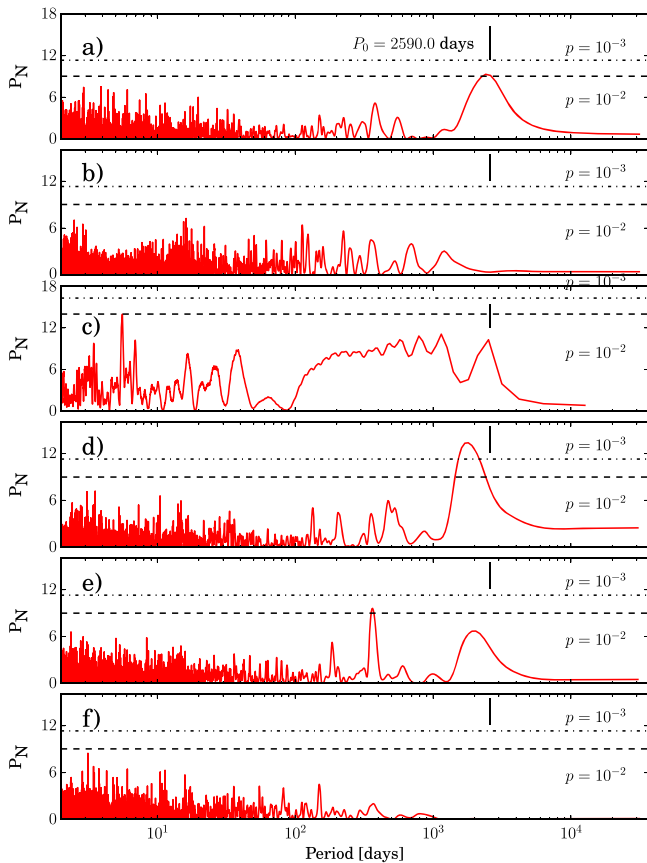 18
a)
P₀ = 2590.0 days
p = 10⁻³
12
P_N
6
p = 10⁻²
0
b)
p = 10⁻³
12
P_N
6
p = 10⁻²
0
18
p = 10⁻³
c)
12
P_N
p = 10⁻²
6
0
d)
p = 10⁻³
12
P_N
6
p = 10⁻²
0
e)
p = 10⁻³
12
P_N
6
p = 10⁻²
0
f)
p = 10⁻³
12
P_N
6
p = 10⁻²
0
10¹ 10² 10³ 10⁴
Period [days]